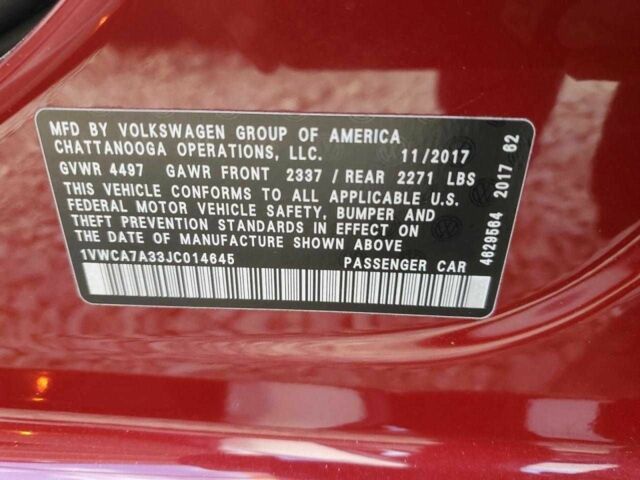 MFD BY VOLKSWAGEN GROUP OF AMERICA
CHATTANOOGA OPERATIONS, LLC. 11/2017
GVWR 4497 GAWR FRONT 2337 / REAR 2271 LBS
THIS VEHICLE CONFORMS TO ALL APPLICABLE U.S.
FEDERAL MOTOR VEHICLE SAFETY, BUMPER AND
THEFT PREVENTION STANDARDS IN EFFECT ON
THE DATE OF MANUFACTURE SHOWN ABOVE
1VWCA7A33JC014645 PASSENGER CAR
4629564 2017 62